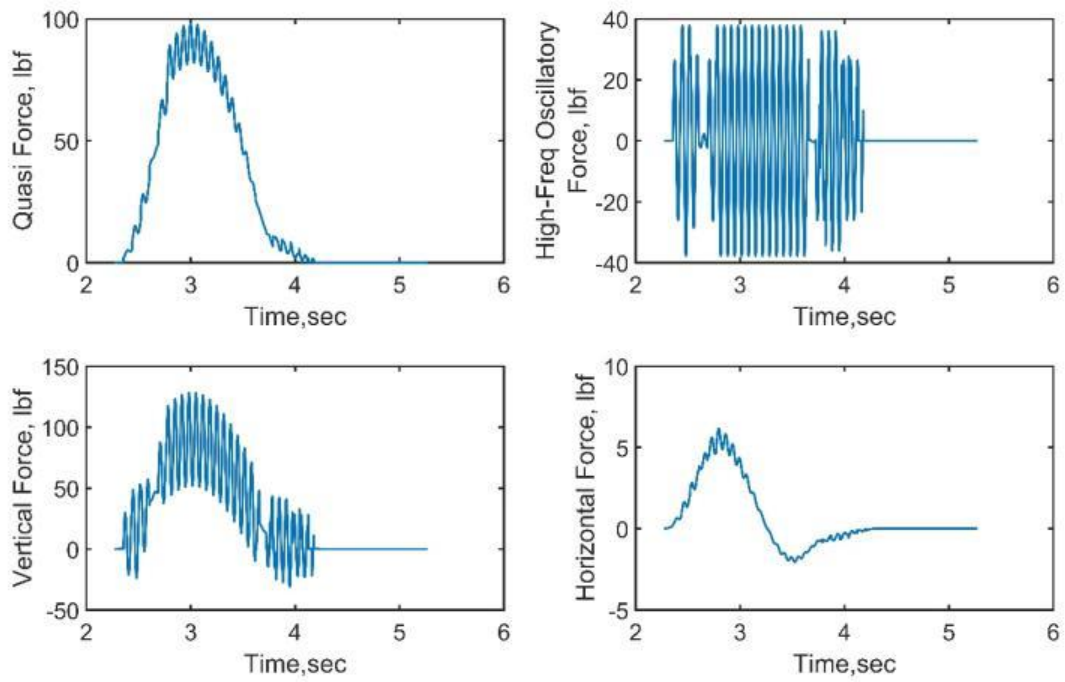 Quasi Force, lbf
100
50
0
2 3 4 5 6
Time,sec
High-Freq Oscillatory
Force, lbf
40
20
0
-20
-40
2 3 4 5 6
Time,sec
Vertical Force, lbf
150
100
50
0
-50
2 3 4 5 6
Time,sec
Horizontal Force, lbf
10
5
0
-5
2 3 4 5 6
Time,sec